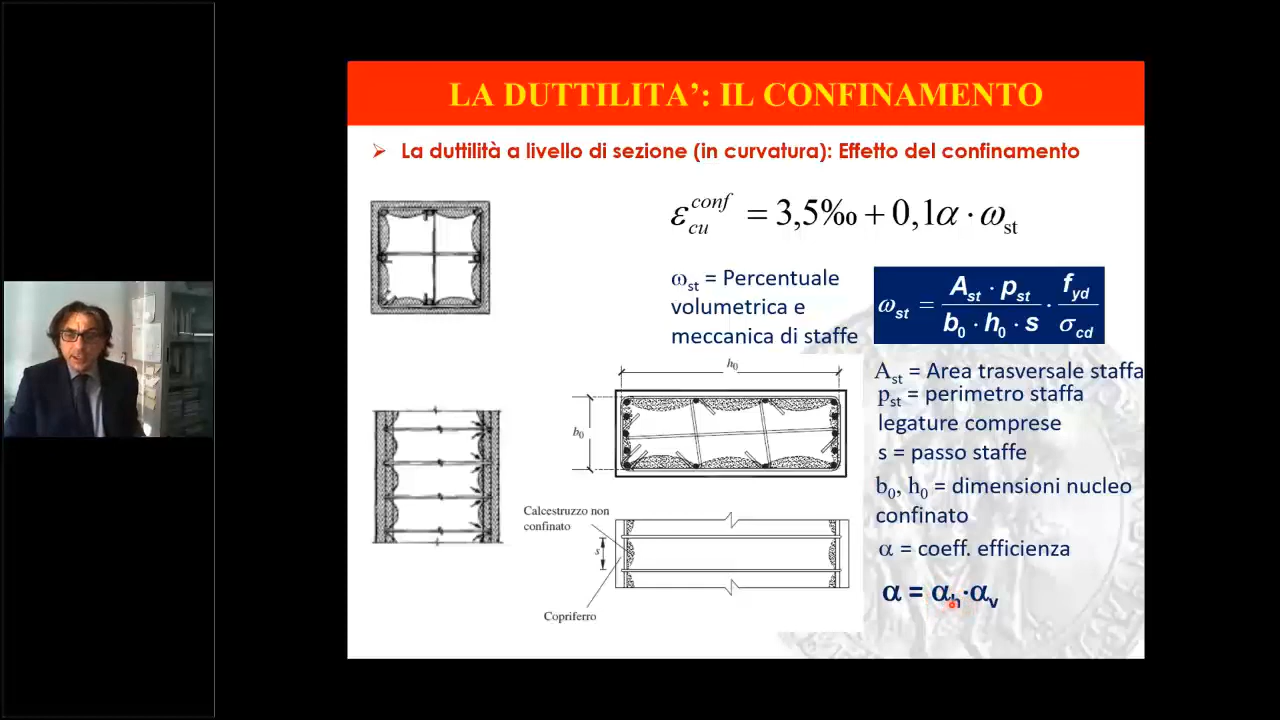 LA DUTTILITA’: IL CONFINAMENTO
La duttilità a livello di sezione (in curvatura): Effetto del confinamento
ε_cu^conf = 3,5‰ + 0,1α · ω_st
ω_st = Percentuale
volumetrica e
meccanica di staffe
ω_st = (A_st · p_st) / (b_0 · h_0 · s) · f_yd / σ_cd
A_st = Area trasversale staffa
p_st = perimetro staffa
legature comprese
s = passo staffe
b_0, h_0 = dimensioni nucleo
confinato
α = coeff. efficienza
α = α_h·α_v
h_0
b_0
Calcestruzzo non
confinato
s
Copriferro